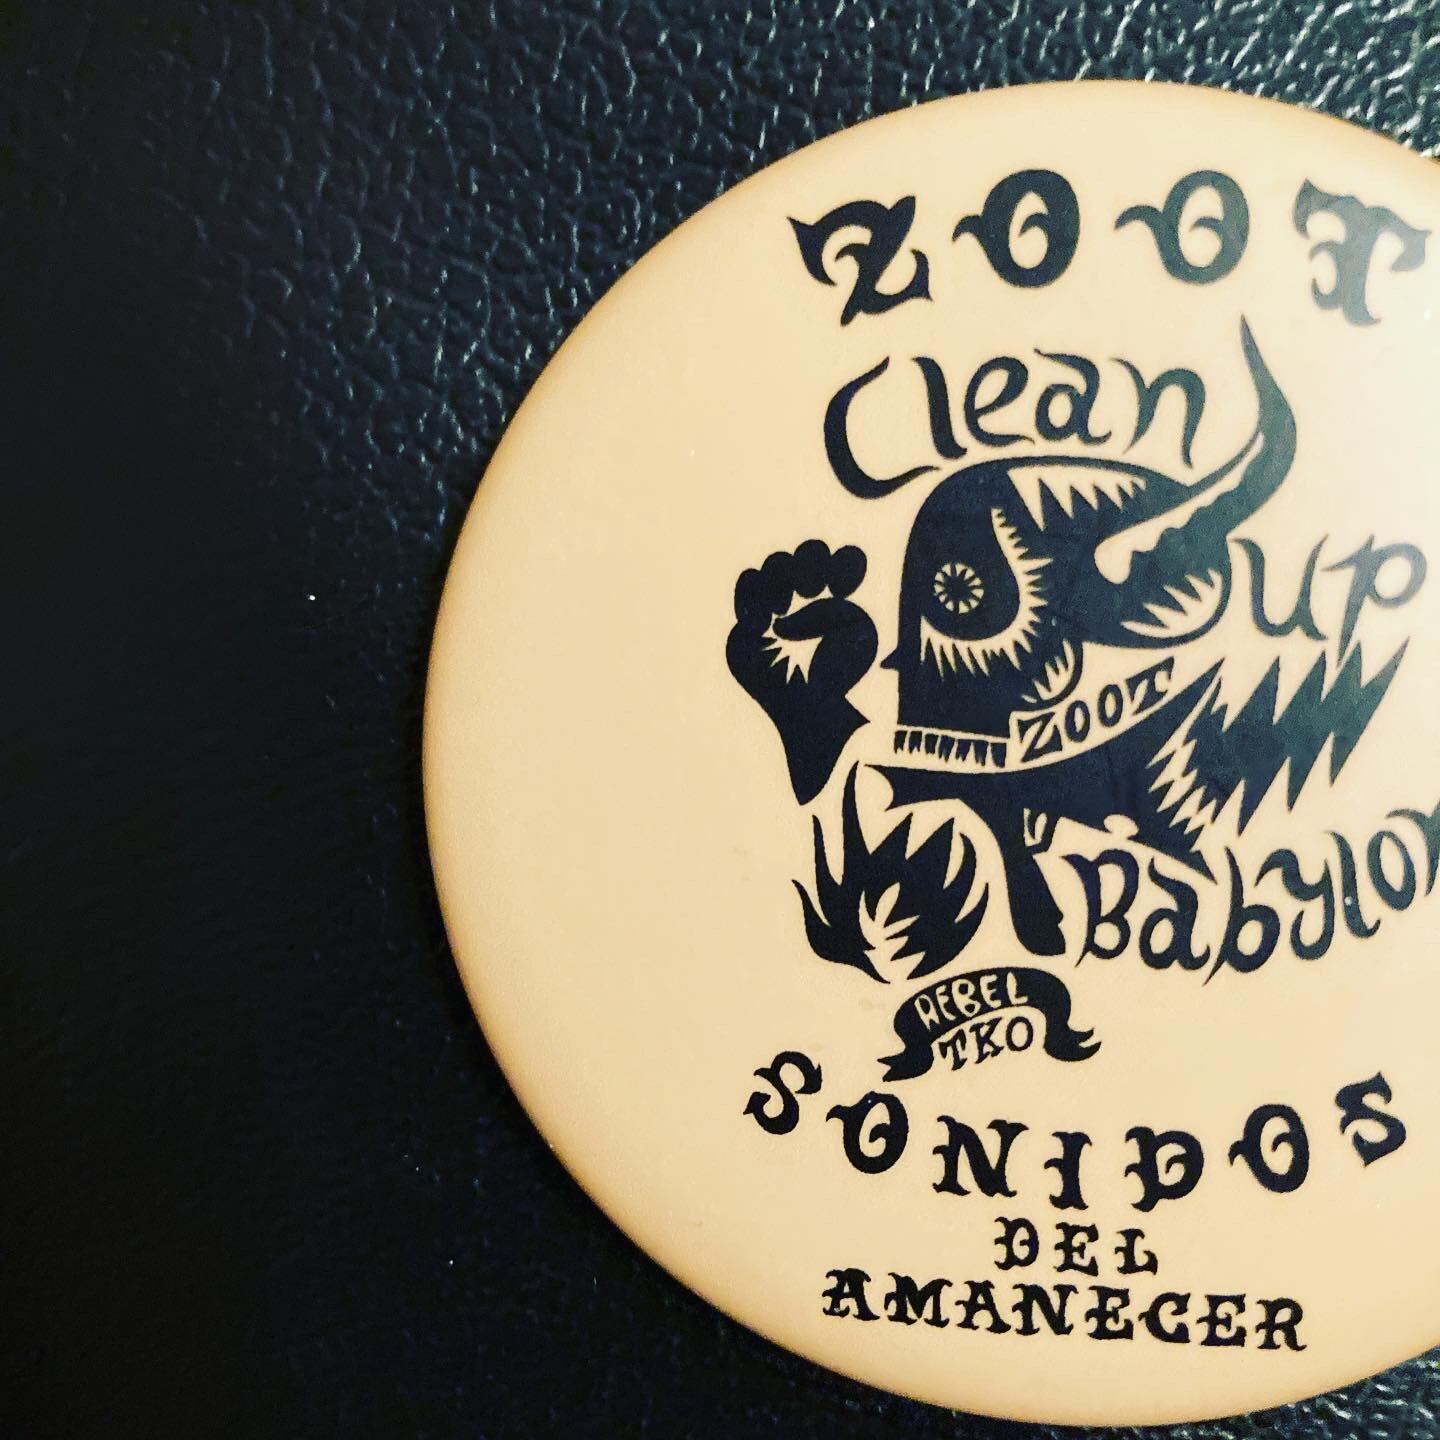 ZOOT
Clean
up
ZOOT
Babylon
REBEL
TKO
SONIDOS
DEL
AMANECER